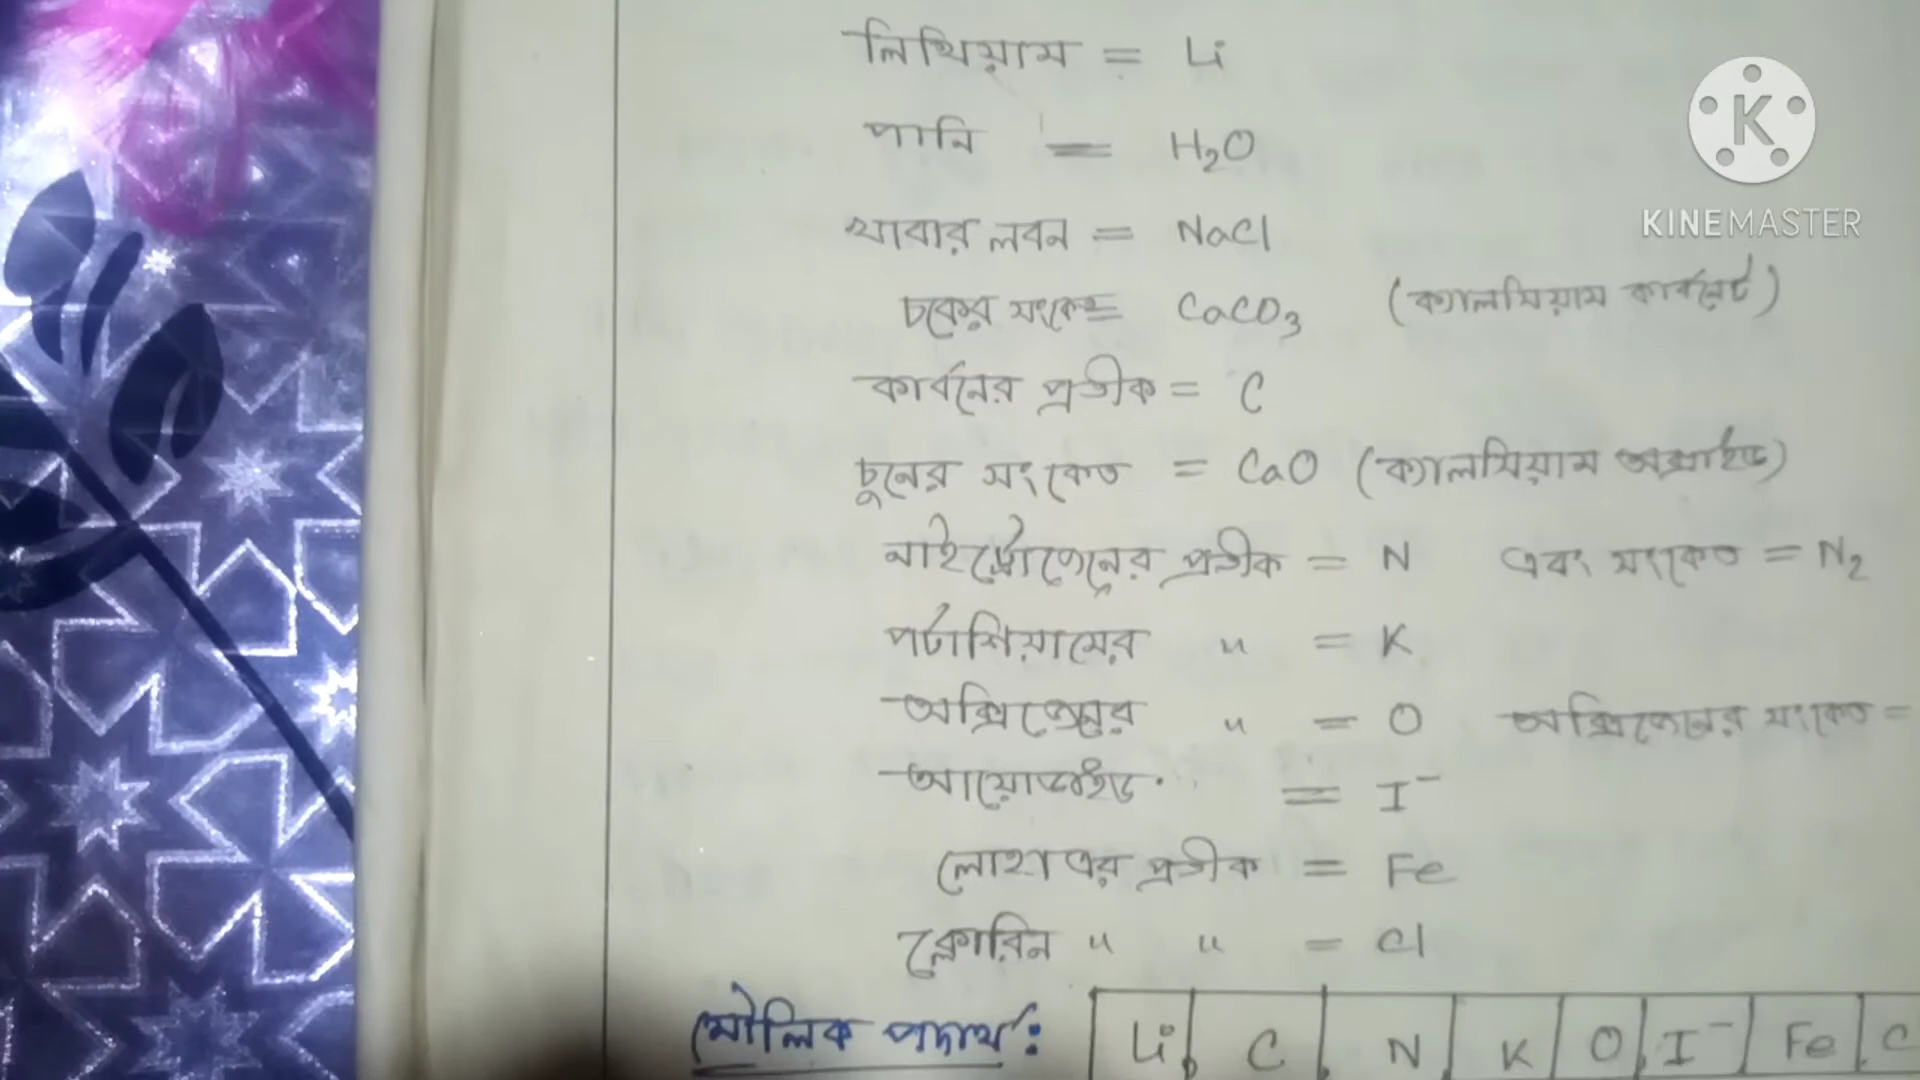 লিথিয়াম = Li
পানি = H₂O
খাবার লবন = NaCl
চকের সংকেত = CaCO₃ (ক্যালসিয়াম কার্বনেট)
কার্বনের প্রতীক = C
চুনের সংকেত = CaO (ক্যালসিয়াম অক্সাইড)
নাইট্রোজেনের প্রতীক = N এবং সংকেত = N₂
পটাশিয়ামের " = K
অক্সিজেনের " = O অক্সিজেনের সংকেত =
আয়োডাইড = I⁻
লোহা এর প্রতীক = Fe
ক্লোরিন " " = Cl
মৌলিক পদার্থ: Li, C, N, K, O, I⁻, Fe, C
KINEMASTER